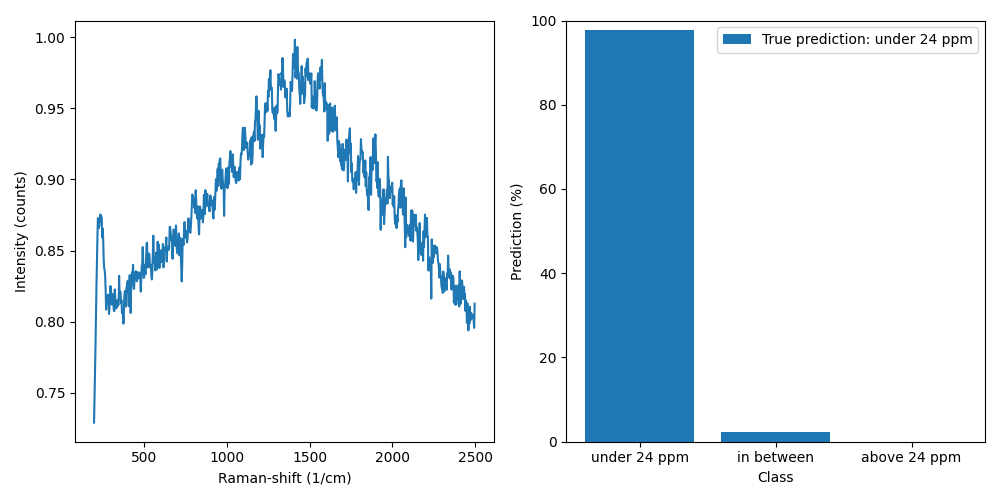 1.00
0.95
0.90
0.85
0.80
0.75
Intensity (counts)
500
1000
1500
2000
2500
Raman-shift (1/cm)
100
80
60
40
20
0
Prediction (%)
True prediction: under 24 ppm
under 24 ppm
in between
above 24 ppm
Class